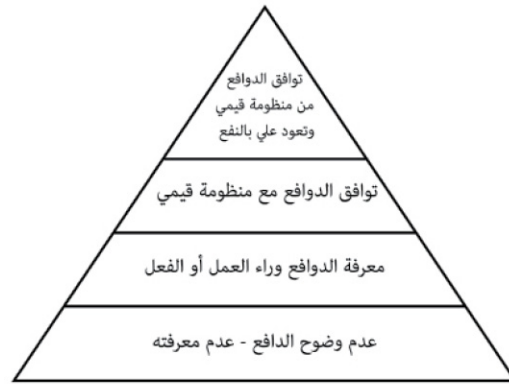 توافق الدوافع
من منظومة قيمي
وتعود علي بالنفع
توافق الدوافع مع منظومة قيمي
معرفة الدوافع وراء العمل أو الفعل
عدم وضوح الدافع - عدم معرفته